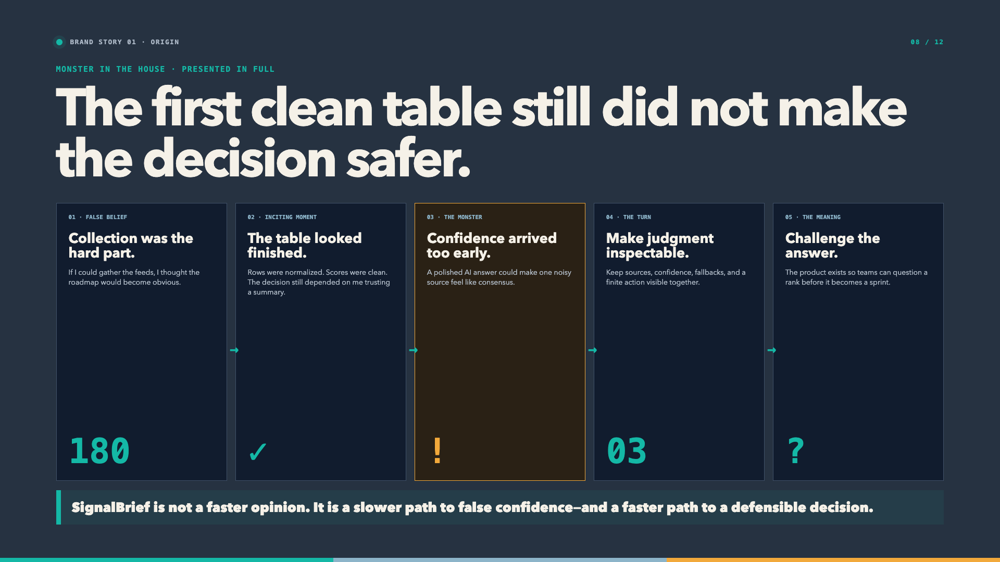 BRAND STORY 01 · ORIGIN
08 / 12
MONSTER IN THE HOUSE · PRESENTED IN FULL
The first clean table still did not make
the decision safer.
01 · FALSE BELIEF
Collection was the
hard part.
If I could gather the feeds, I thought the
roadmap would become obvious.
180
→
02 · INCITING MOMENT
The table looked
finished.
Rows were normalized. Scores were clean.
The decision still depended on me trusting
a summary.
✓
→
03 · THE MONSTER
Confidence arrived
too early.
A polished AI answer could make one noisy
source feel like consensus.
!
→
04 · THE TURN
Make judgment
inspectable.
Keep sources, confidence, fallbacks, and a
finite action visible together.
03
→
05 · THE MEANING
Challenge the
answer.
The product exists so teams can question a
rank before it becomes a sprint.
?
SignalBrief is not a faster opinion. It is a slower path to false confidence—and a faster path to a defensible decision.